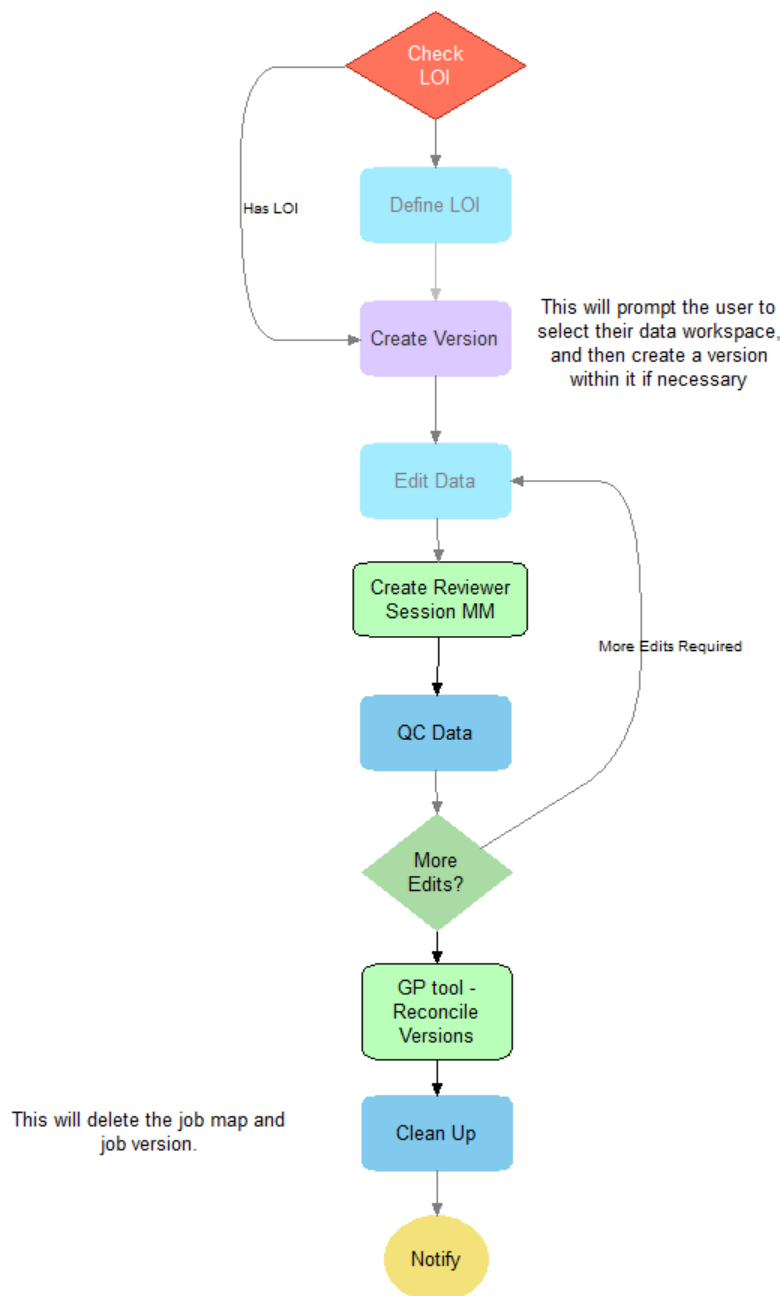 Check
LOI
Define LOI
Has LOI
Create Version
This will prompt the user to
select their data workspace,
and then create a version
within it if necessary
Edit Data
Create Reviewer
Session MM
More Edits Required
QC Data
More
Edits?
GP tool -
Reconcile
Versions
This will delete the job map and
job version.
Clean Up
Notify